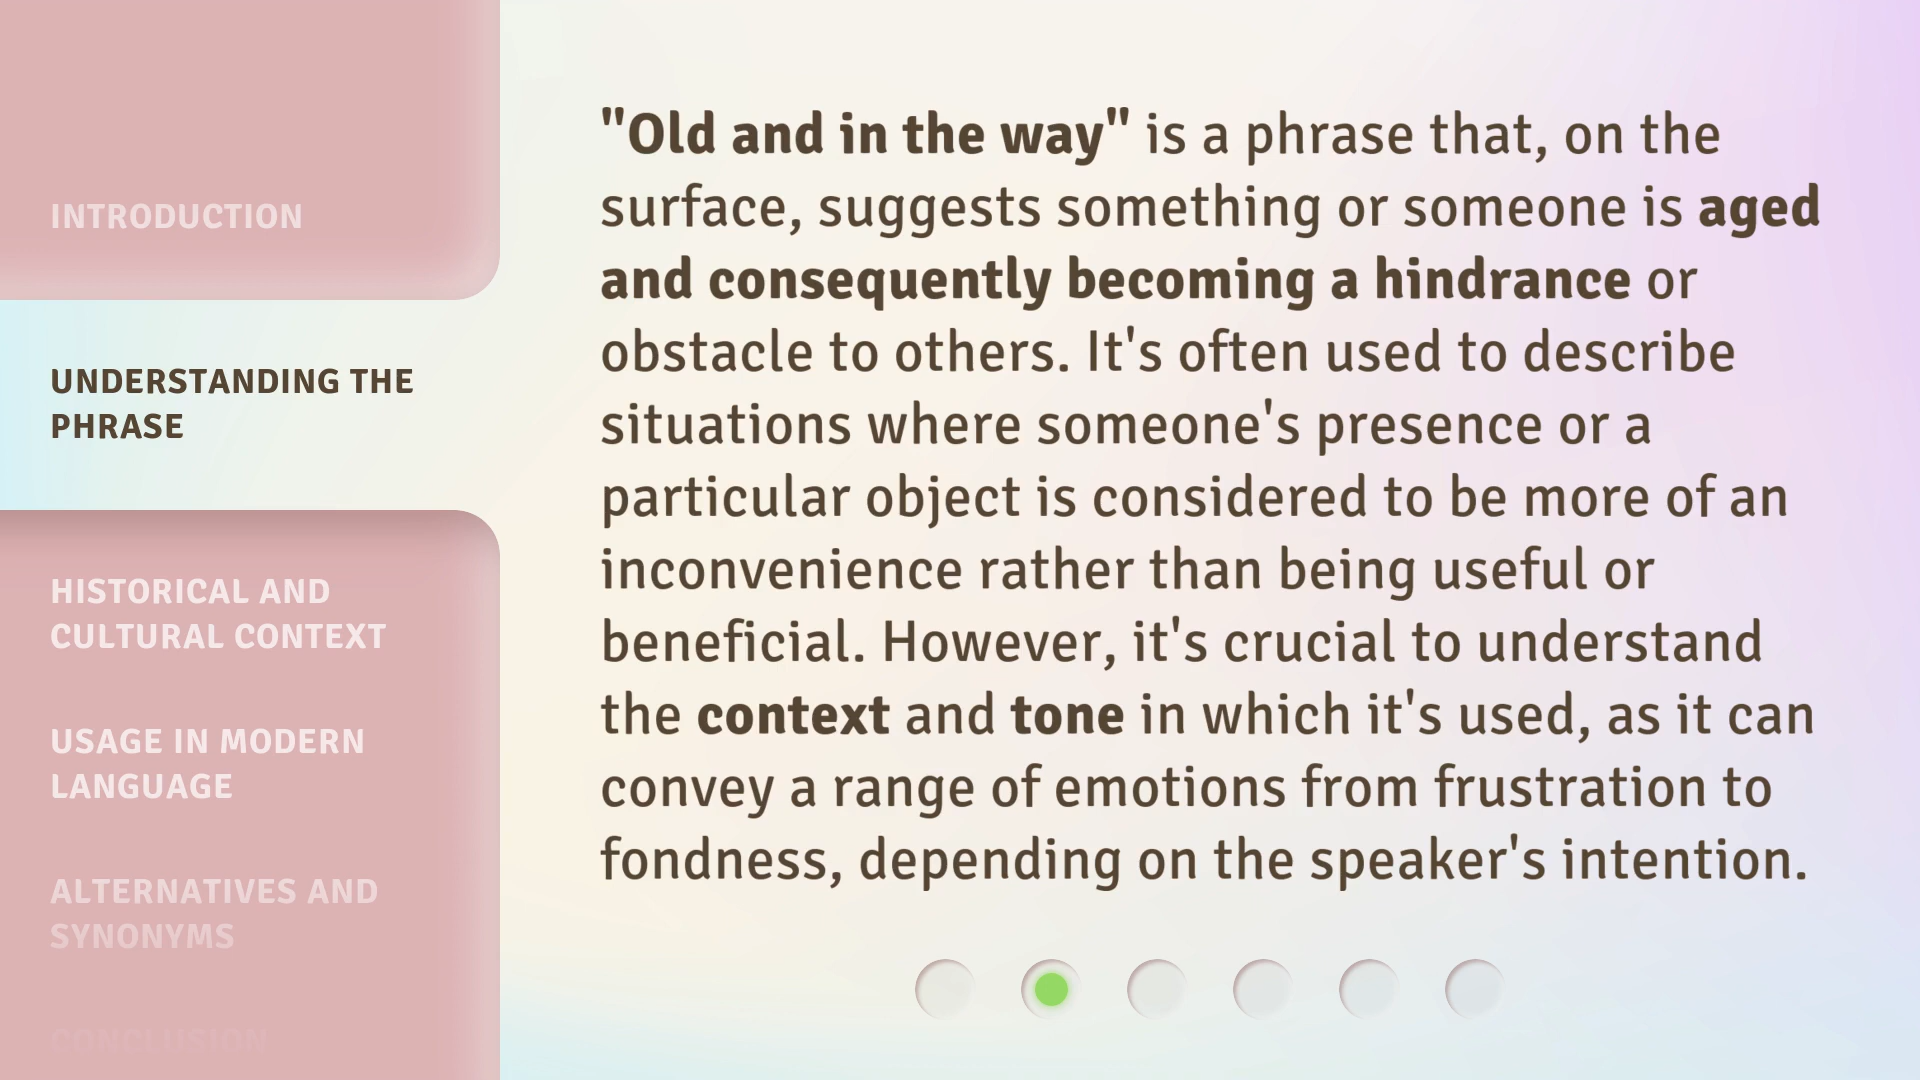 INTRODUCTION
UNDERSTANDING THE
PHRASE
HISTORICAL AND
CULTURAL CONTEXT
USAGE IN MODERN
LANGUAGE
ALTERNATIVES AND
SYNONYMS
CONCLUSION
"Old and in the way" is a phrase that, on the
surface, suggests something or someone is aged
and consequently becoming a hindrance or
obstacle to others. It's often used to describe
situations where someone's presence or a
particular object is considered to be more of an
inconvenience rather than being useful or
beneficial. However, it's crucial to understand
the context and tone in which it's used, as it can
convey a range of emotions from frustration to
fondness, depending on the speaker's intention.